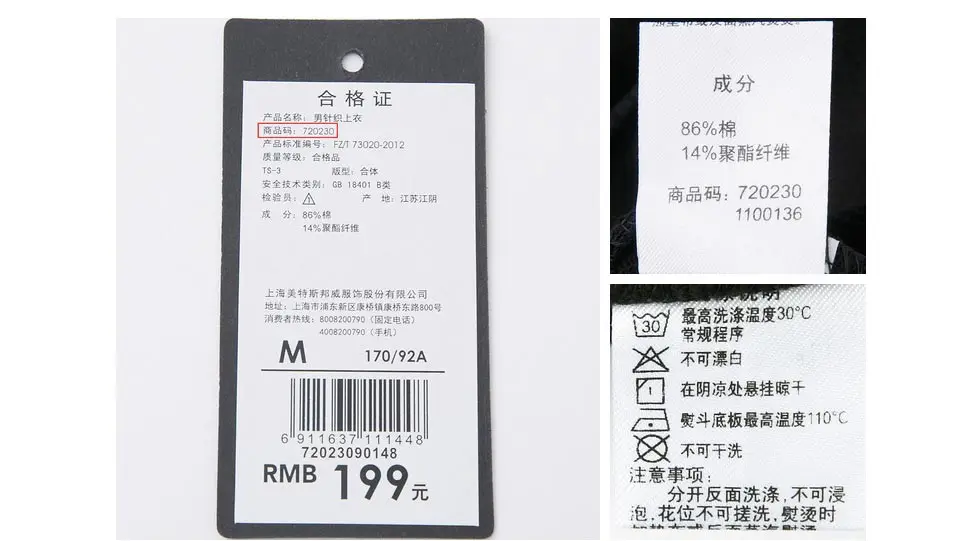 合格证
产品名称：男针织上衣
商品码：720230
产品标准编号：FZ/T 73020-2012
质量等级：合格品
TS-3 版型：合体
安全技术类别：GB 18401 B类
检验员： 1 产 地：江苏江阴
成 分：86%棉
14%聚酯纤维
上海美特斯邦威服饰股份有限公司
地址：上海市浦东新区康桥镇康桥东路800号
消费者热线：8008200790（固定电话）
4008200790（手机）
M 170/92A
6 911637 111448
72023090148
RMB 199元
成分
86%棉
14%聚酯纤维
商品码：720230
1100136
30 最高洗涤温度30℃
常规程序
不可漂白
在阴凉处悬挂晾干
熨斗底板最高温度110℃
不可干洗
注意事项：
分开反面洗涤，不可浸
泡，花位不可搓洗，熨烫时